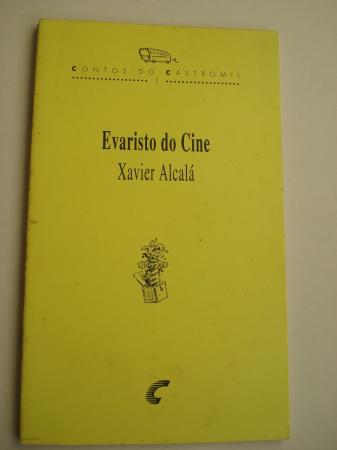 CONTOS DO CASTROMIL
1
Evaristo do Cine
Xavier Alcalá
C